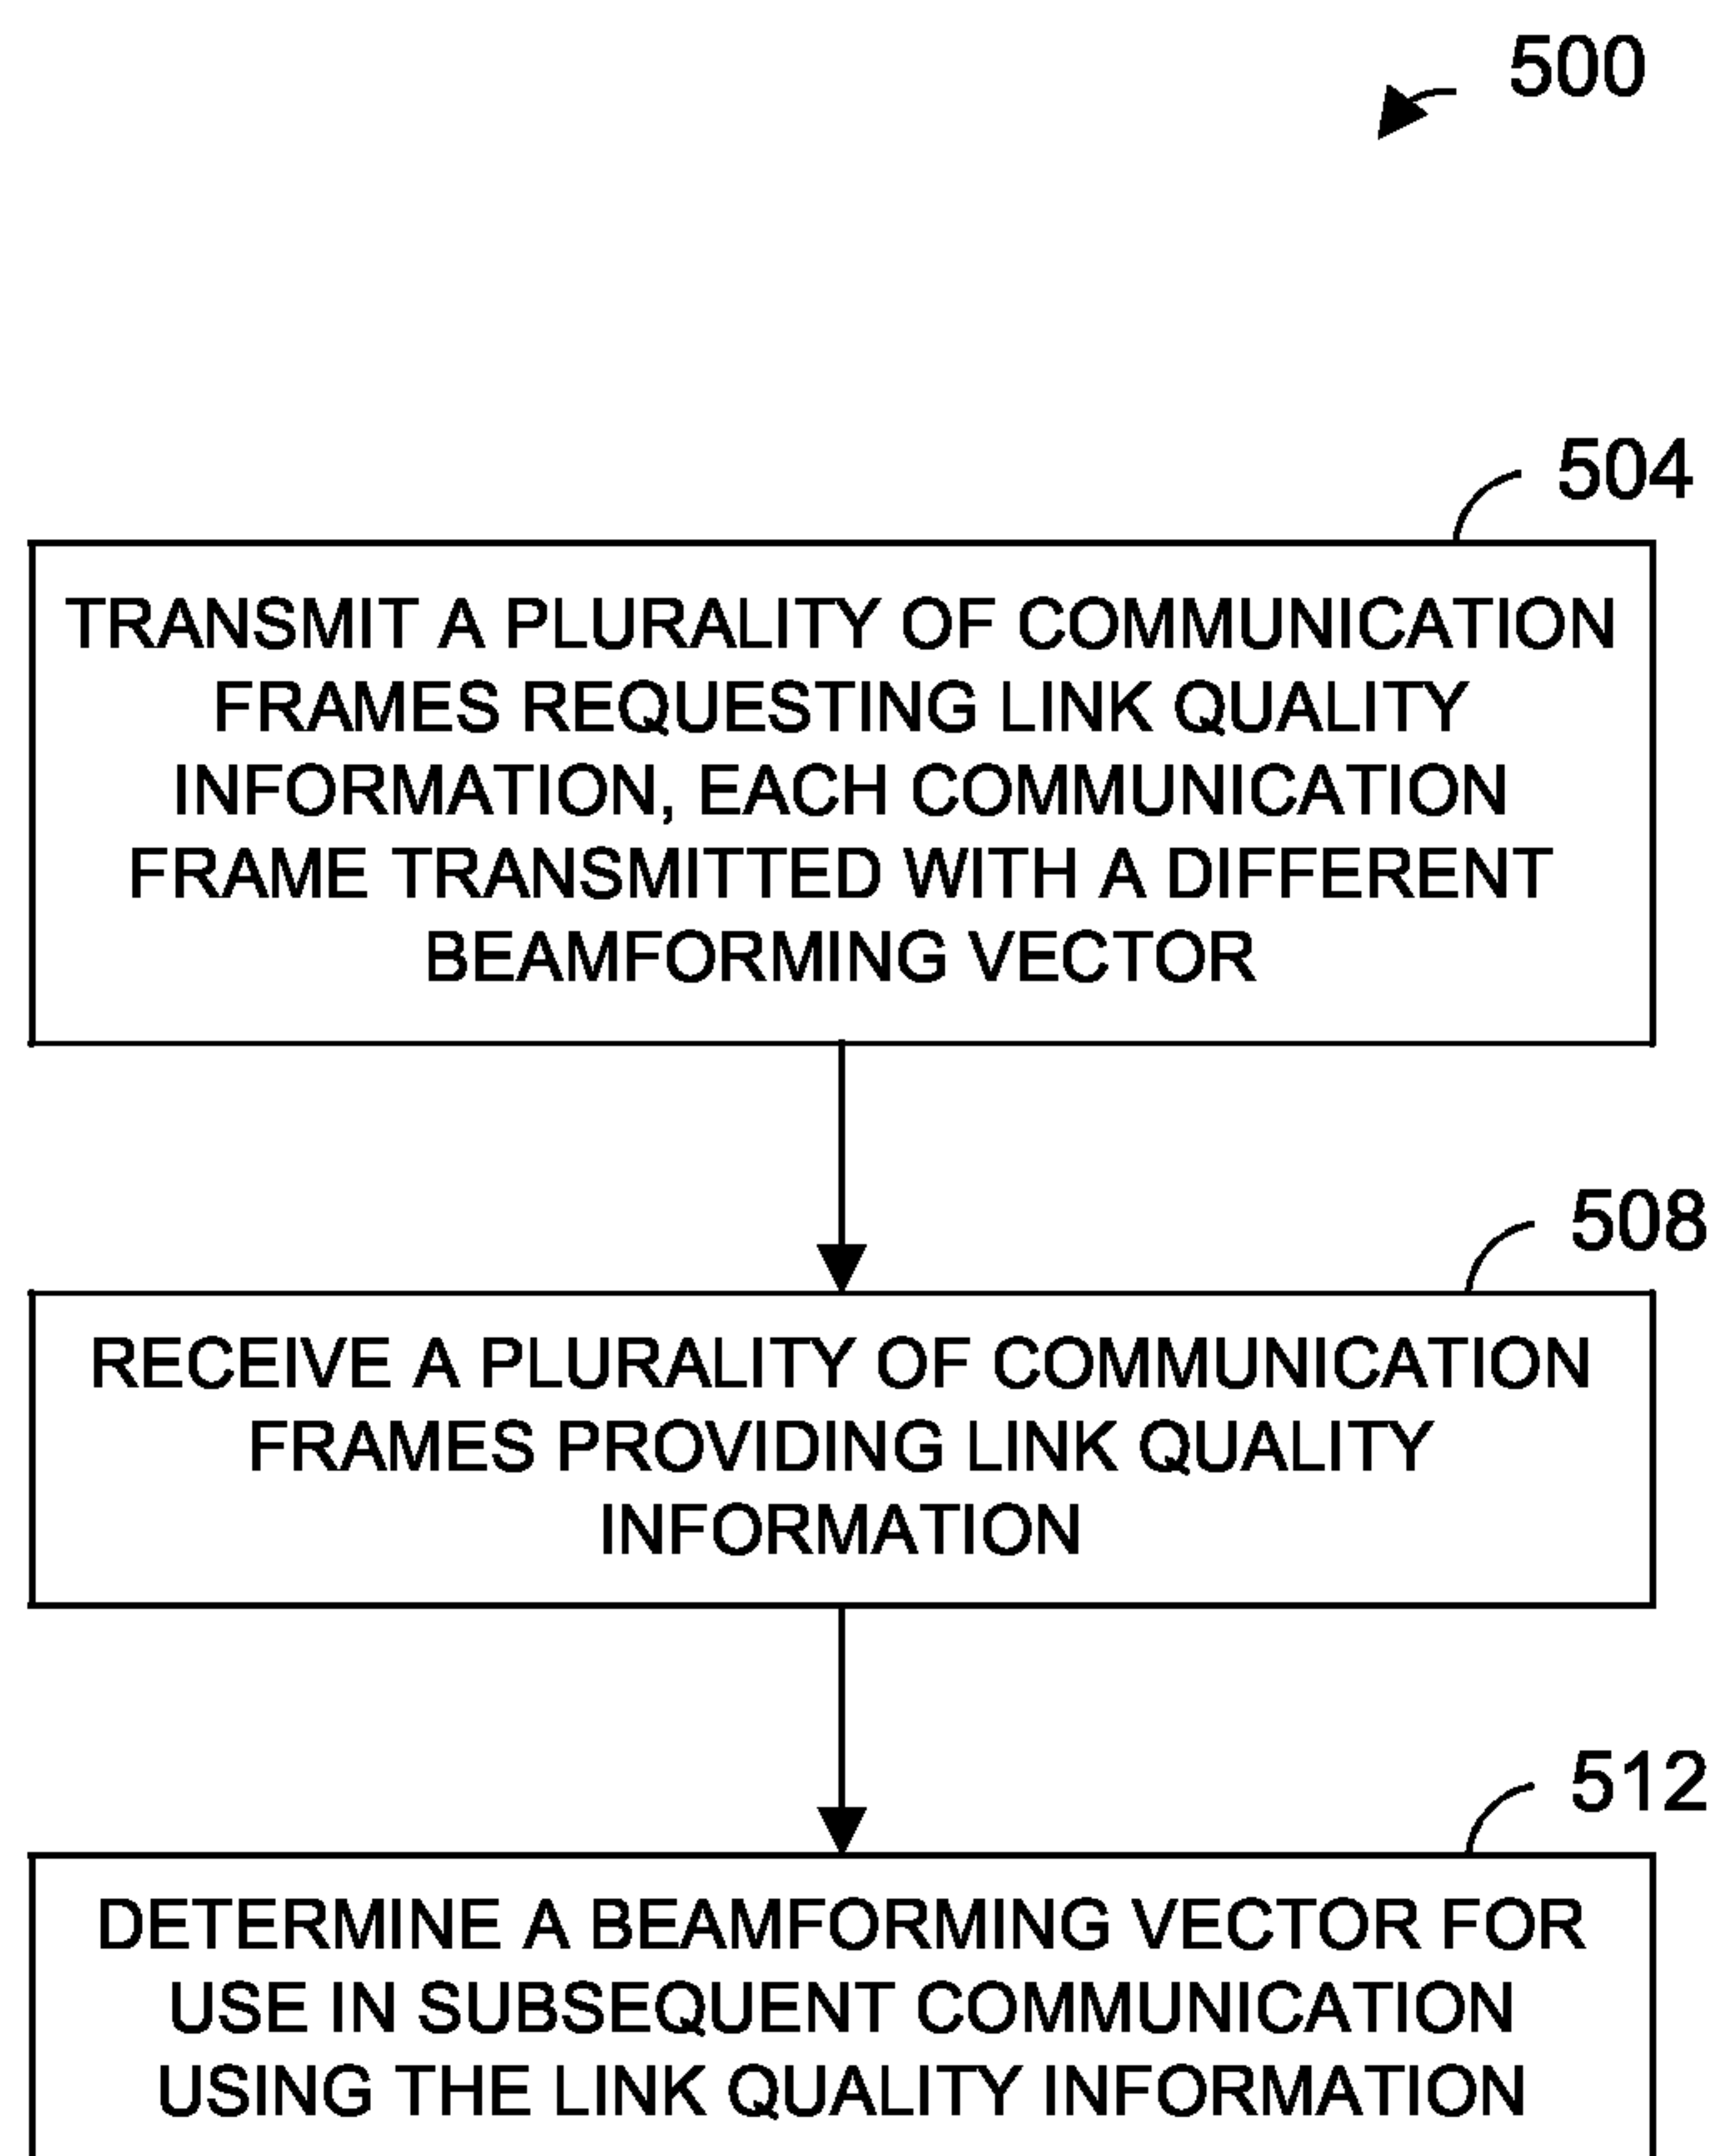 500
504
TRANSMIT A PLURALITY OF COMMUNICATION
FRAMES REQUESTING LINK QUALITY
INFORMATION, EACH COMMUNICATION
FRAME TRANSMITTED WITH A DIFFERENT
BEAMFORMING VECTOR
508
RECEIVE A PLURALITY OF COMMUNICATION
FRAMES PROVIDING LINK QUALITY
INFORMATION
512
DETERMINE A BEAMFORMING VECTOR FOR
USE IN SUBSEQUENT COMMUNICATION
USING THE LINK QUALITY INFORMATION